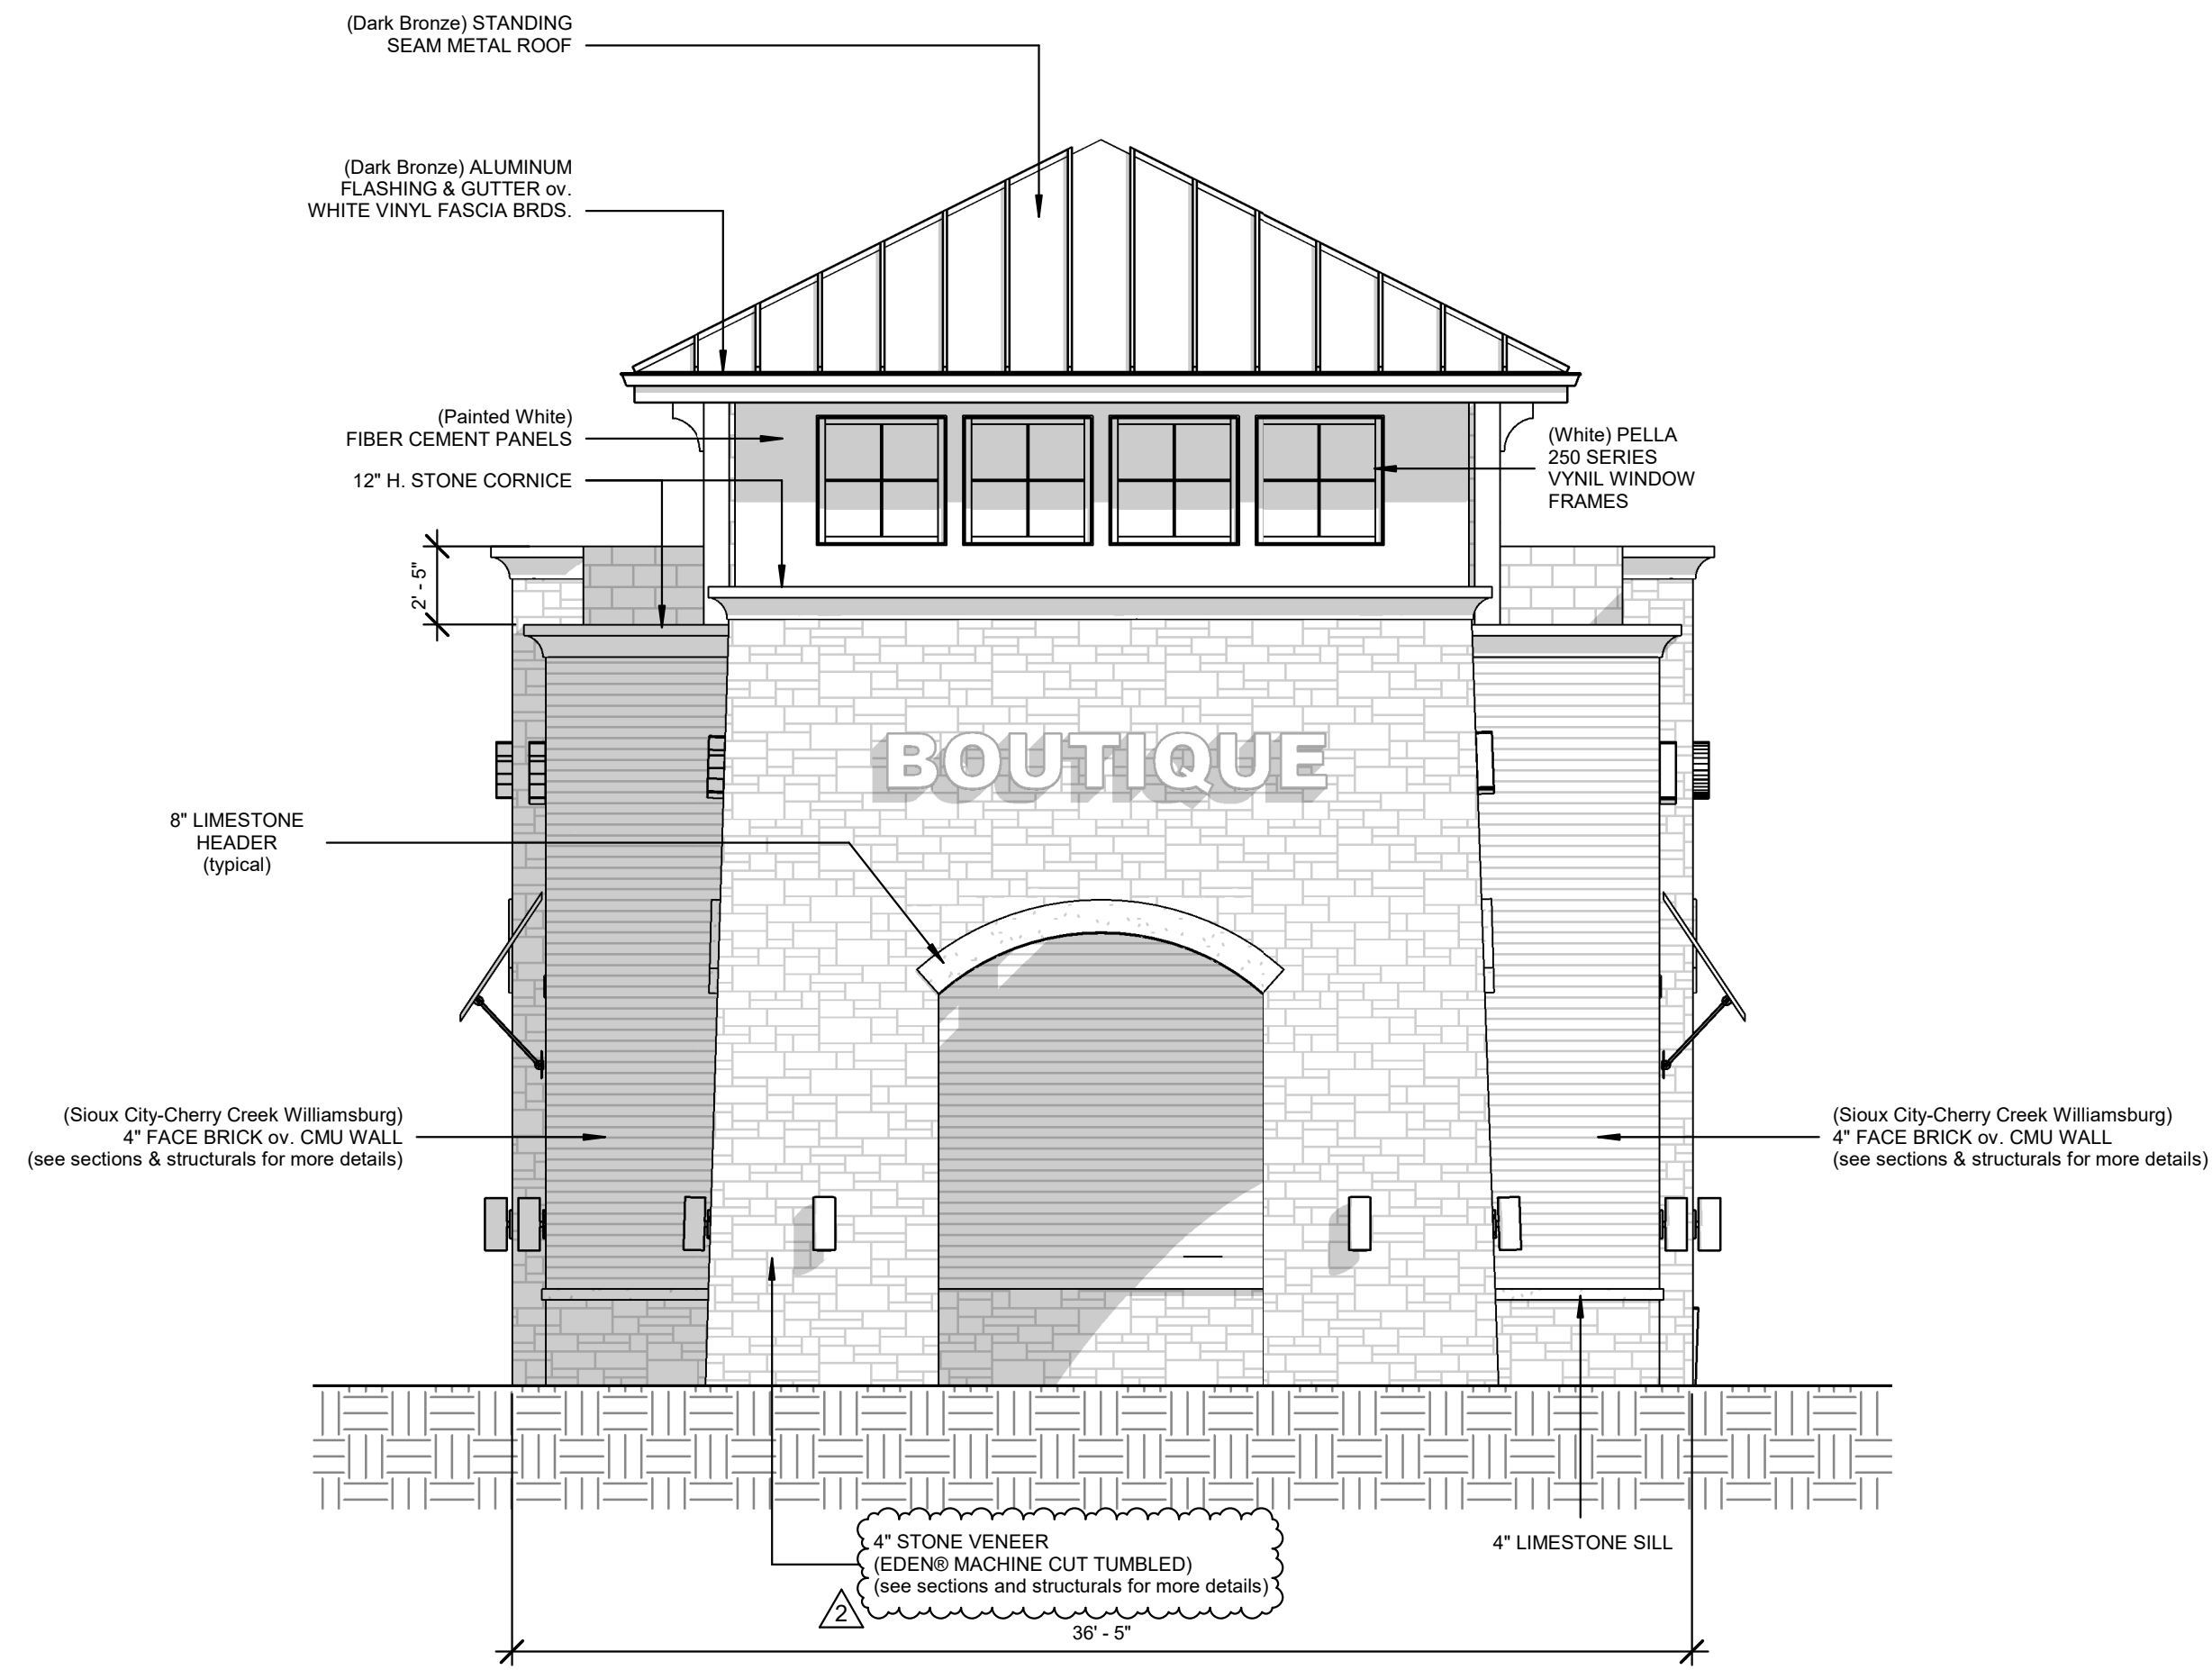 (Dark Bronze) STANDING
SEAM METAL ROOF
(Dark Bronze) ALUMINUM
FLASHING & GUTTER ov.
WHITE VINYL FASCIA BRDS.
(Painted White)
FIBER CEMENT PANELS
12" H. STONE CORNICE
(White) PELLA
250 SERIES
VYNIL WINDOW
FRAMES
2' - 5"
BOUTIQUE
8" LIMESTONE
HEADER
(typical)
(Sioux City-Cherry Creek Williamsburg)
4" FACE BRICK ov. CMU WALL
(see sections & structurals for more details)
(Sioux City-Cherry Creek Williamsburg)
4" FACE BRICK ov. CMU WALL
(see sections & structurals for more details)
4" STONE VENEER
(EDEN® MACHINE CUT TUMBLED)
(see sections and structurals for more details)
2
4" LIMESTONE SILL
36' - 5"